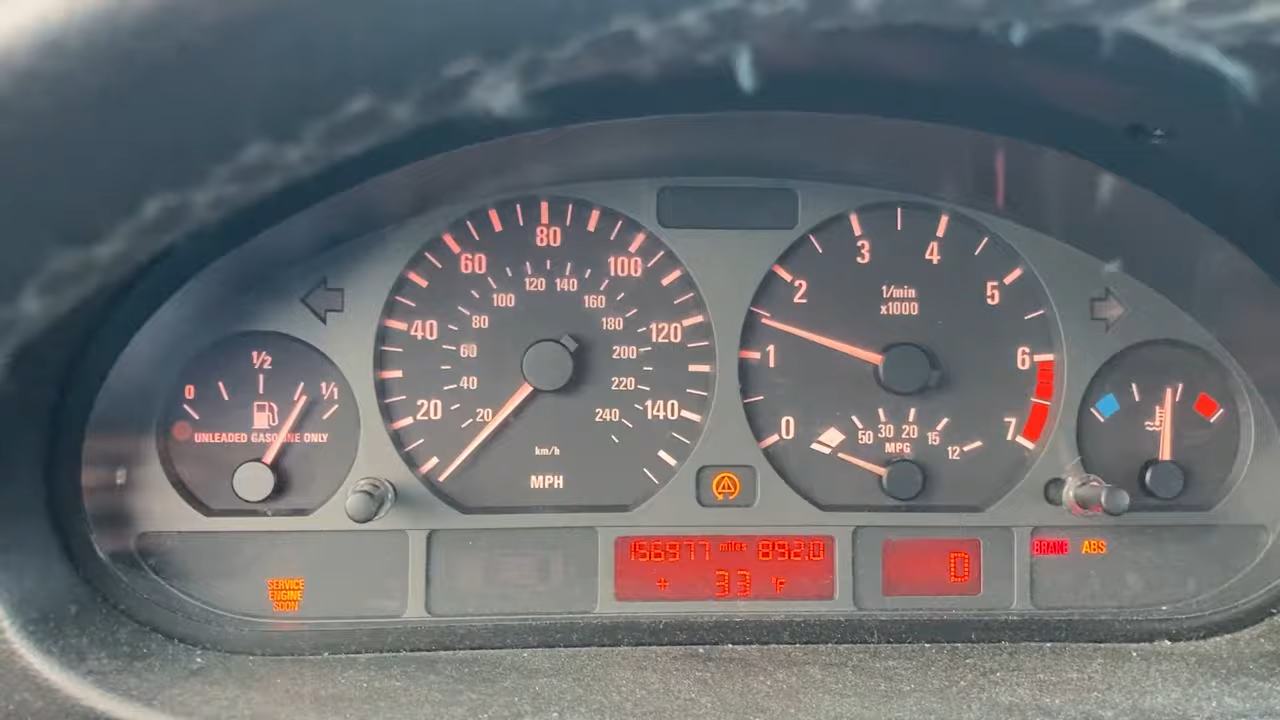 0 1/2 1/1
UNLEADED GASOLINE ONLY
20 40 60 80 100 120 140
20 40 60 80 100 120 140 160 180 200 220 240
km/h
MPH
0 1 2 3 4 5 6 7
1/min
x1000
50 30 20 15 12
MPG
SERVICE
ENGINE
SOON
156977 miles 892.0
+ 33 °F
D
BRAKE ABS